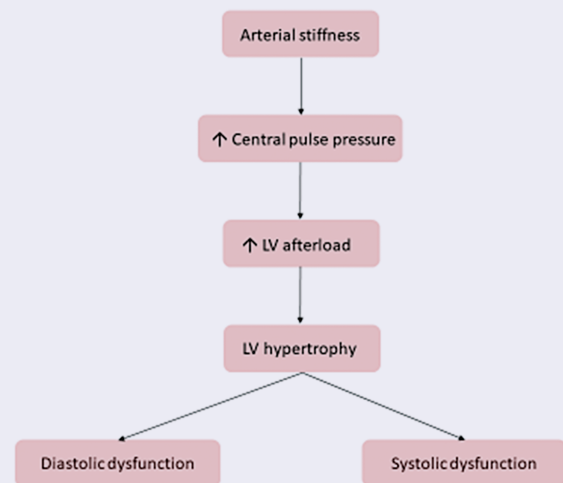 Arterial stiffness
↑ Central pulse pressure
↑ LV afterload
LV hypertrophy
Diastolic dysfunction
Systolic dysfunction